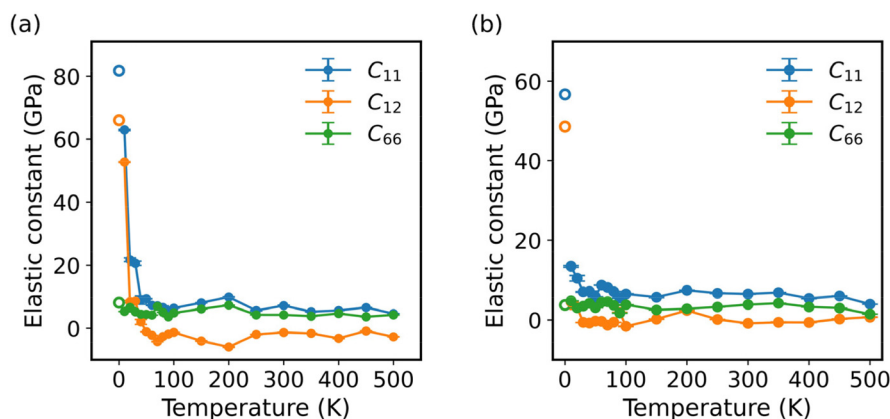 (a)
(b)
Elastic constant (GPa)
80
60
40
20
0
C11
C12
C66
0 100 200 300 400 500
Temperature (K)
Elastic constant (GPa)
60
40
20
0
C11
C12
C66
0 100 200 300 400 500
Temperature (K)